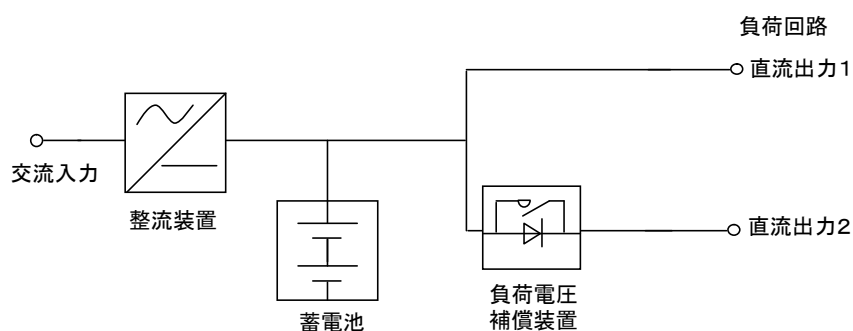 負荷回路
直流出力1
交流入力
整流装置
蓄電池
負荷電圧
補償装置
直流出力2